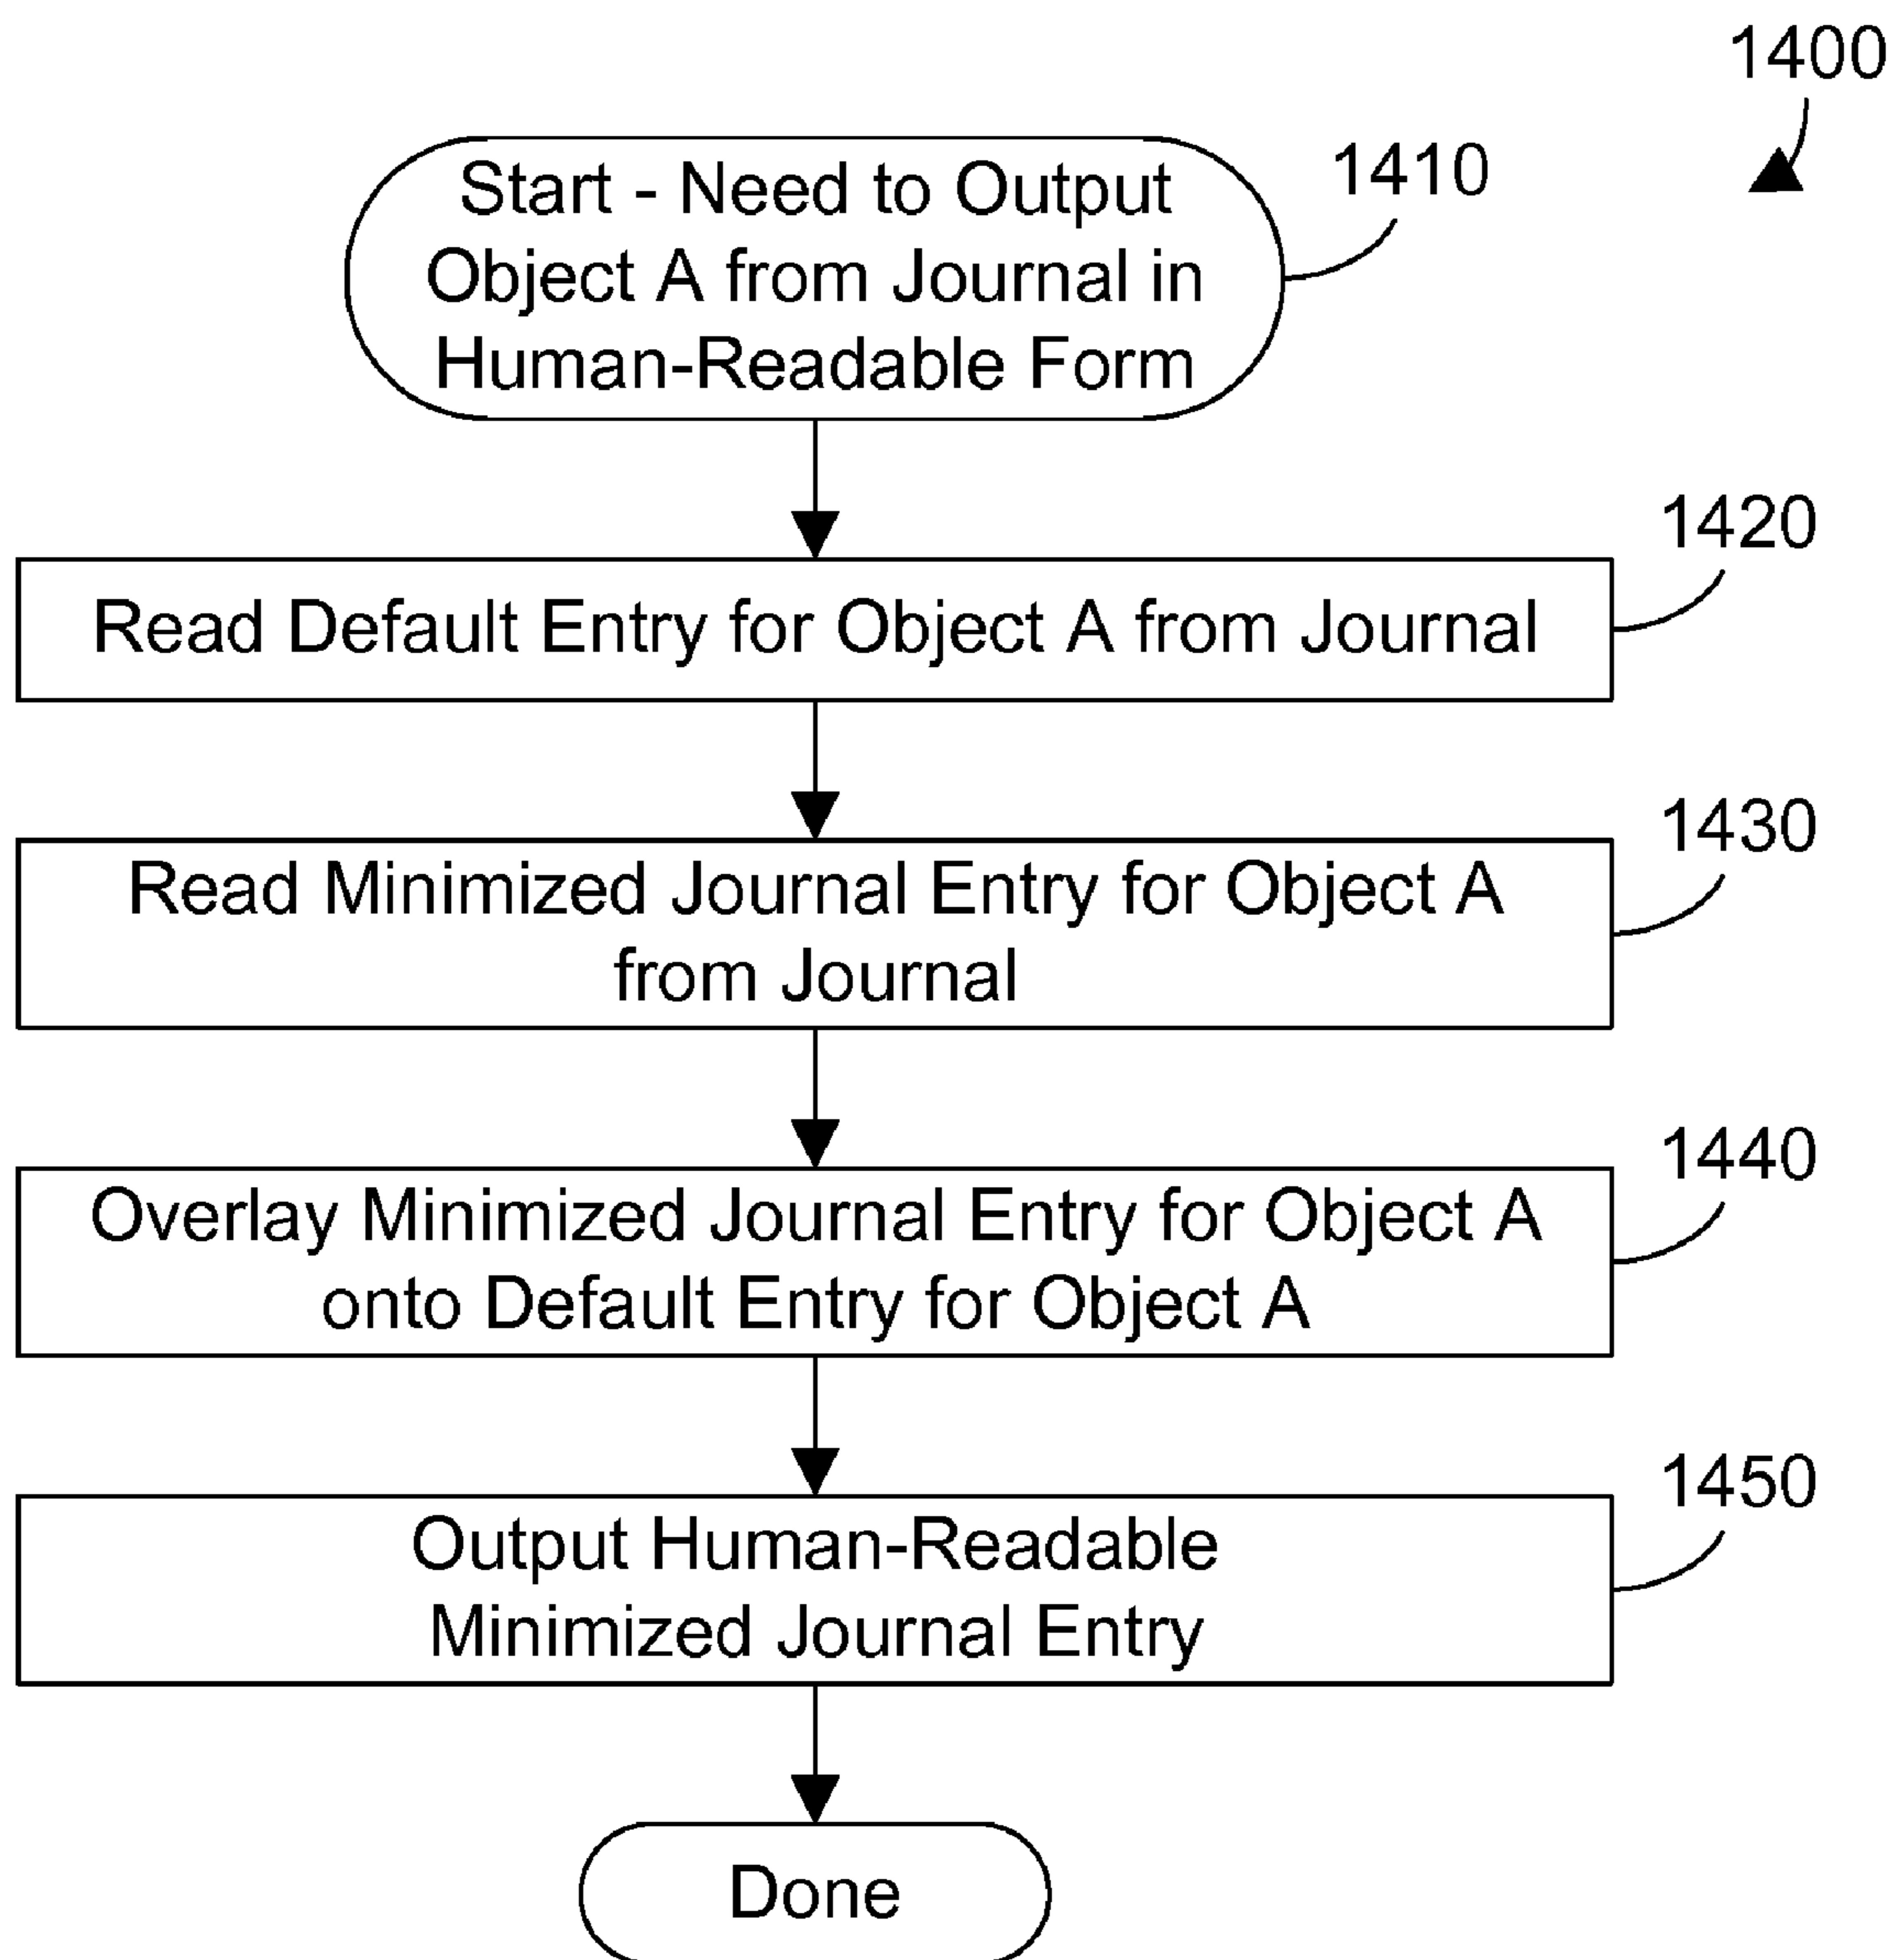 1400
1410
Start - Need to Output
Object A from Journal in
Human-Readable Form
1420
Read Default Entry for Object A from Journal
1430
Read Minimized Journal Entry for Object A
from Journal
1440
Overlay Minimized Journal Entry for Object A
onto Default Entry for Object A
1450
Output Human-Readable
Minimized Journal Entry
Done